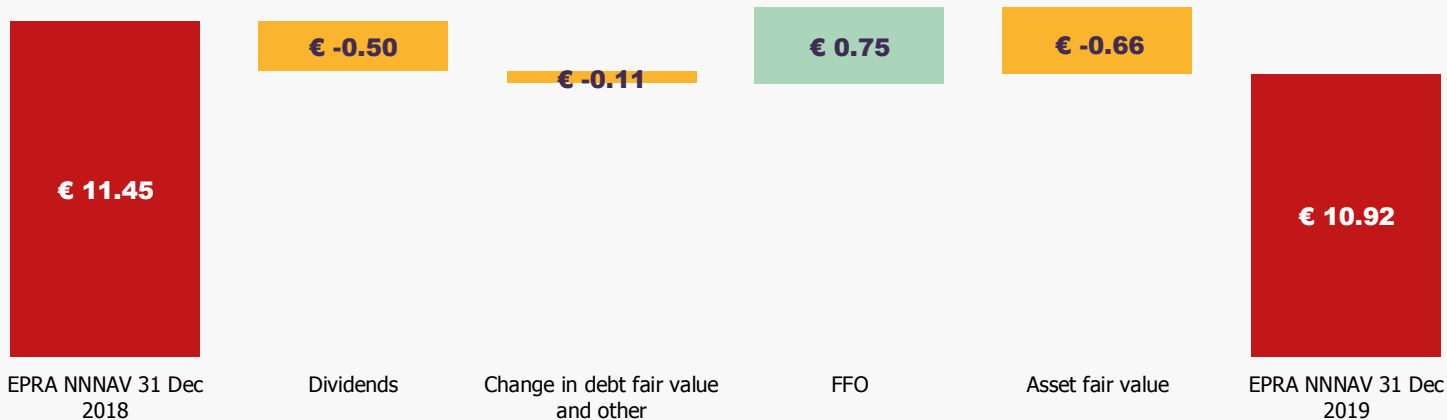 € 11.45
€ -0.50
€ -0.11
€ 0.75
€ -0.66
€ 10.92
EPRA NNNAV 31 Dec
2018
Dividends
Change in debt fair value
and other
FFO
Asset fair value
EPRA NNNAV 31 Dec
2019